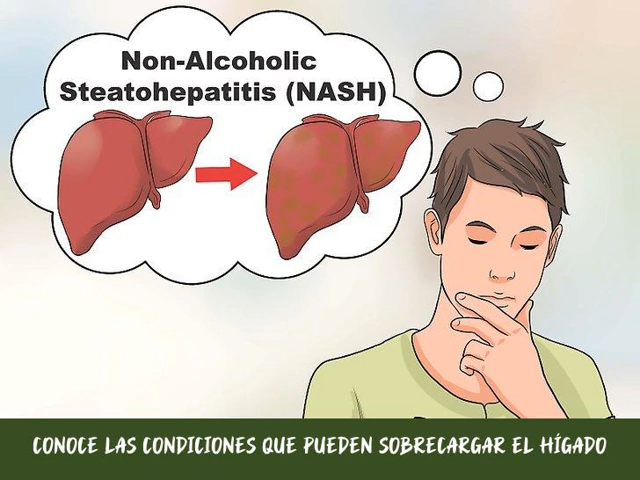 Non-Alcoholic
Steatohepatitis (NASH)
CONOCE LAS CONDICIONES QUE PUEDEN SOBRECARGAR EL HÍGADO